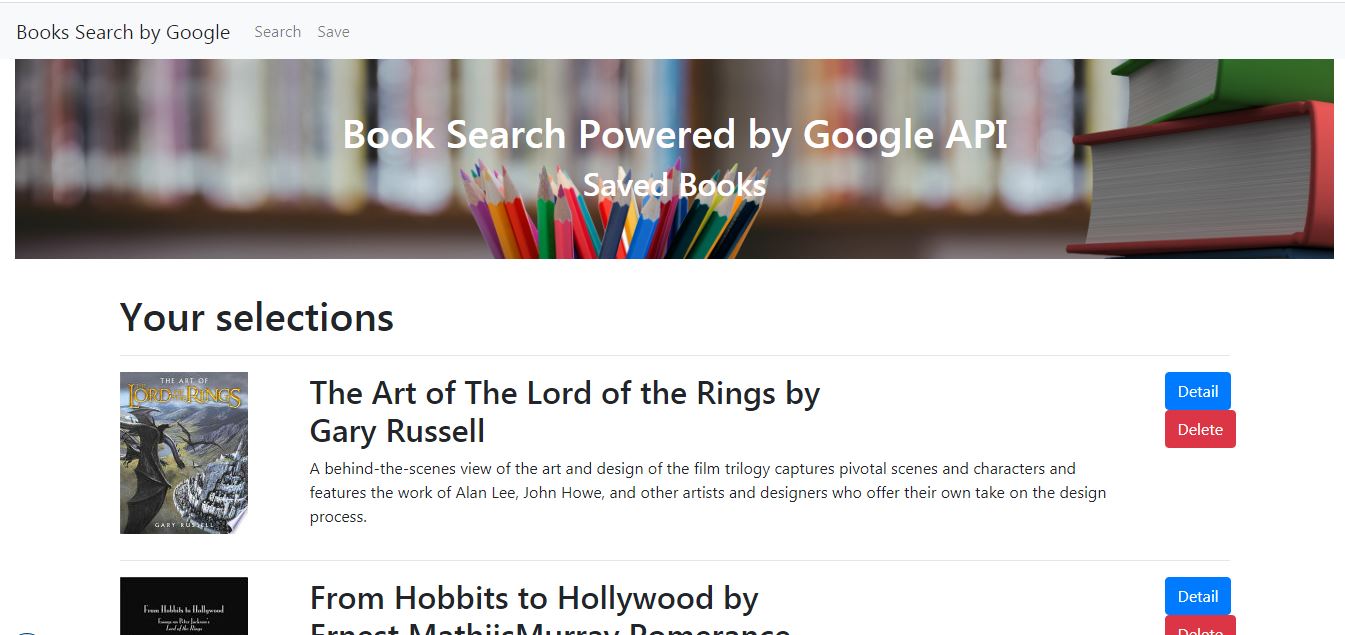 Books Search by Google Search Save
Book Search Powered by Google API
Saved Books
Your selections
THE ART OF
THE LORD OF THE RINGS
GARY RUSSELL
The Art of The Lord of the Rings by
Gary Russell
A behind-the-scenes view of the art and design of the film trilogy captures pivotal scenes and characters and
features the work of Alan Lee, John Howe, and other artists and designers who offer their own take on the design
process.
Detail
Delete
From Hobbits to Hollywood
Essays on Peter Jackson's
Lord of the Rings
From Hobbits to Hollywood by
Ernest MathijsMurray Pomerance
Detail
Delete